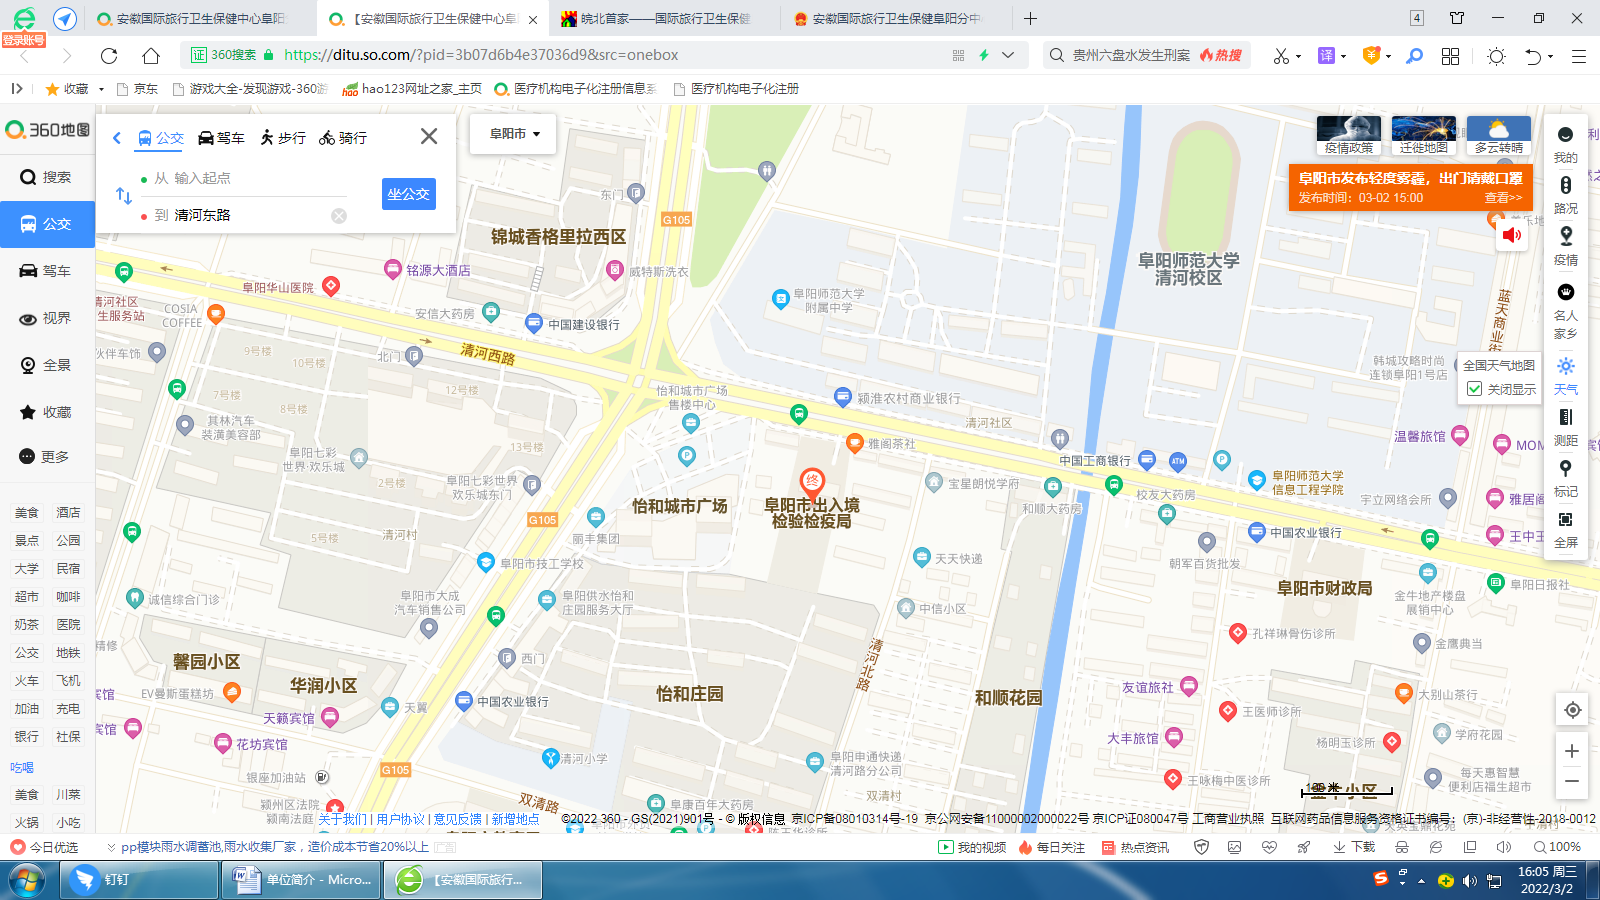 登录账号
安徽国际旅行卫生保健中心阜阳
【安徽国际旅行卫生保健中心阜
皖北首家——国际旅行卫生保健
安徽国际旅行卫生保健阜阳分中
4
证 360搜索
https://ditu.so.com/?pid=3b07d6b4e37036d9&src=onebox
贵州六盘水发生刑案
热搜
译
收藏
京东
游戏大全-发现游戏-360游
hao123网址之家_主页
医疗机构电子化注册信息系
医疗机构电子化注册
360地图
公交
驾车
步行
骑行
从 输入起点
到 清河东路
坐公交
阜阳市
疫情政策
迁徙地图
多云转晴
阜阳市发布轻度雾霾，出门请戴口罩
发布时间：03-02 15:00
查看>>
搜索
公交
驾车
视界
全景
收藏
更多
美食 酒店
景点 公园
大学 民宿
超市 咖啡
奶茶 医院
公交 地铁
火车 飞机
加油 充电
银行 社保
吃喝
美食 川菜
火锅 小吃
我的
路况
疫情
名人
家乡
天气
测距
标记
全屏
全国天气地图
关闭显示
东门
G105
锦城香格里拉西区
铭源大酒店
威特斯洗衣
阜阳华山医院
清河社区
生服务站
COSIA
COFFEE
安信大药房
中国建设银行
伙伴车饰
9号楼
10号楼
北门
清河西路
7号楼
8号楼
12号楼
其林汽车
装潢美容部
13号楼
阜阳七彩
世界·欢乐城
2号楼
阜阳七彩世界
欢乐城东门
5号楼
清河村
G105
阜阳师范大学
附属中学
阜阳师范大学
清河校区
蓝天商业街
韩城攻略时尚
连锁阜阳1号店
怡和城市广场
售楼中心
颍淮农村商业银行
清河社区
雅阁茶社
温馨旅馆
中国工商银行
ATM
终
宝星朗悦学府
怡和城市广场
阜阳市出入境
检验检疫局
和顺大药房
校友大药房
阜阳师范大学
信息工程学院
宇立网络会所
雅居阁
丽丰集团
天天快递
中国农业银行
朝军百货批发
王中王
阜阳市技工学校
阜阳市财政局
阜阳日报社
金牛地产楼盘
展销中心
诚信综合门诊
阜阳市大成
汽车销售公司
阜阳供水怡和
庄园服务大厅
中信小区
孔祥琳骨伤诊所
金鹰典当
精修
馨园小区
西门
清河北路
EV曼斯蛋糕坊
华润小区
怡和庄园
和顺花园
友谊旅社
大别山茶行
宾馆
中国农业银行
天籁宾馆
天翼
王医师诊所
宾馆
花坊宾馆
大丰旅馆
杨明玉诊所
学府花园
清河小学
阜阳申通快递
清河路分公司
银座加油站
G105
王咏梅中医诊所
每天惠智慧
便利店福生超市
双清村
颍州区法院
颍南法庭
双清路
阜康百年大药房
关于我们 | 用户协议 | 意见反馈 | 新增地点
©2022 360 - GS(2021)901号 - © 版权信息 京ICP备08010314号-19 京公网安备11000002000022号 京ICP证080047号 工商营业执照 互联网药品信息服务资格证书编号：(京)-非经营性-2018-0012
今日优选
pp模块雨水调蓄池,雨水收集厂家，造价成本节省20%以上
我的视频
每日关注
热点资讯
下载
100%
钉钉
单位简介 - Micro...
【安徽国际旅行...
16:05 周三
2022/3/2